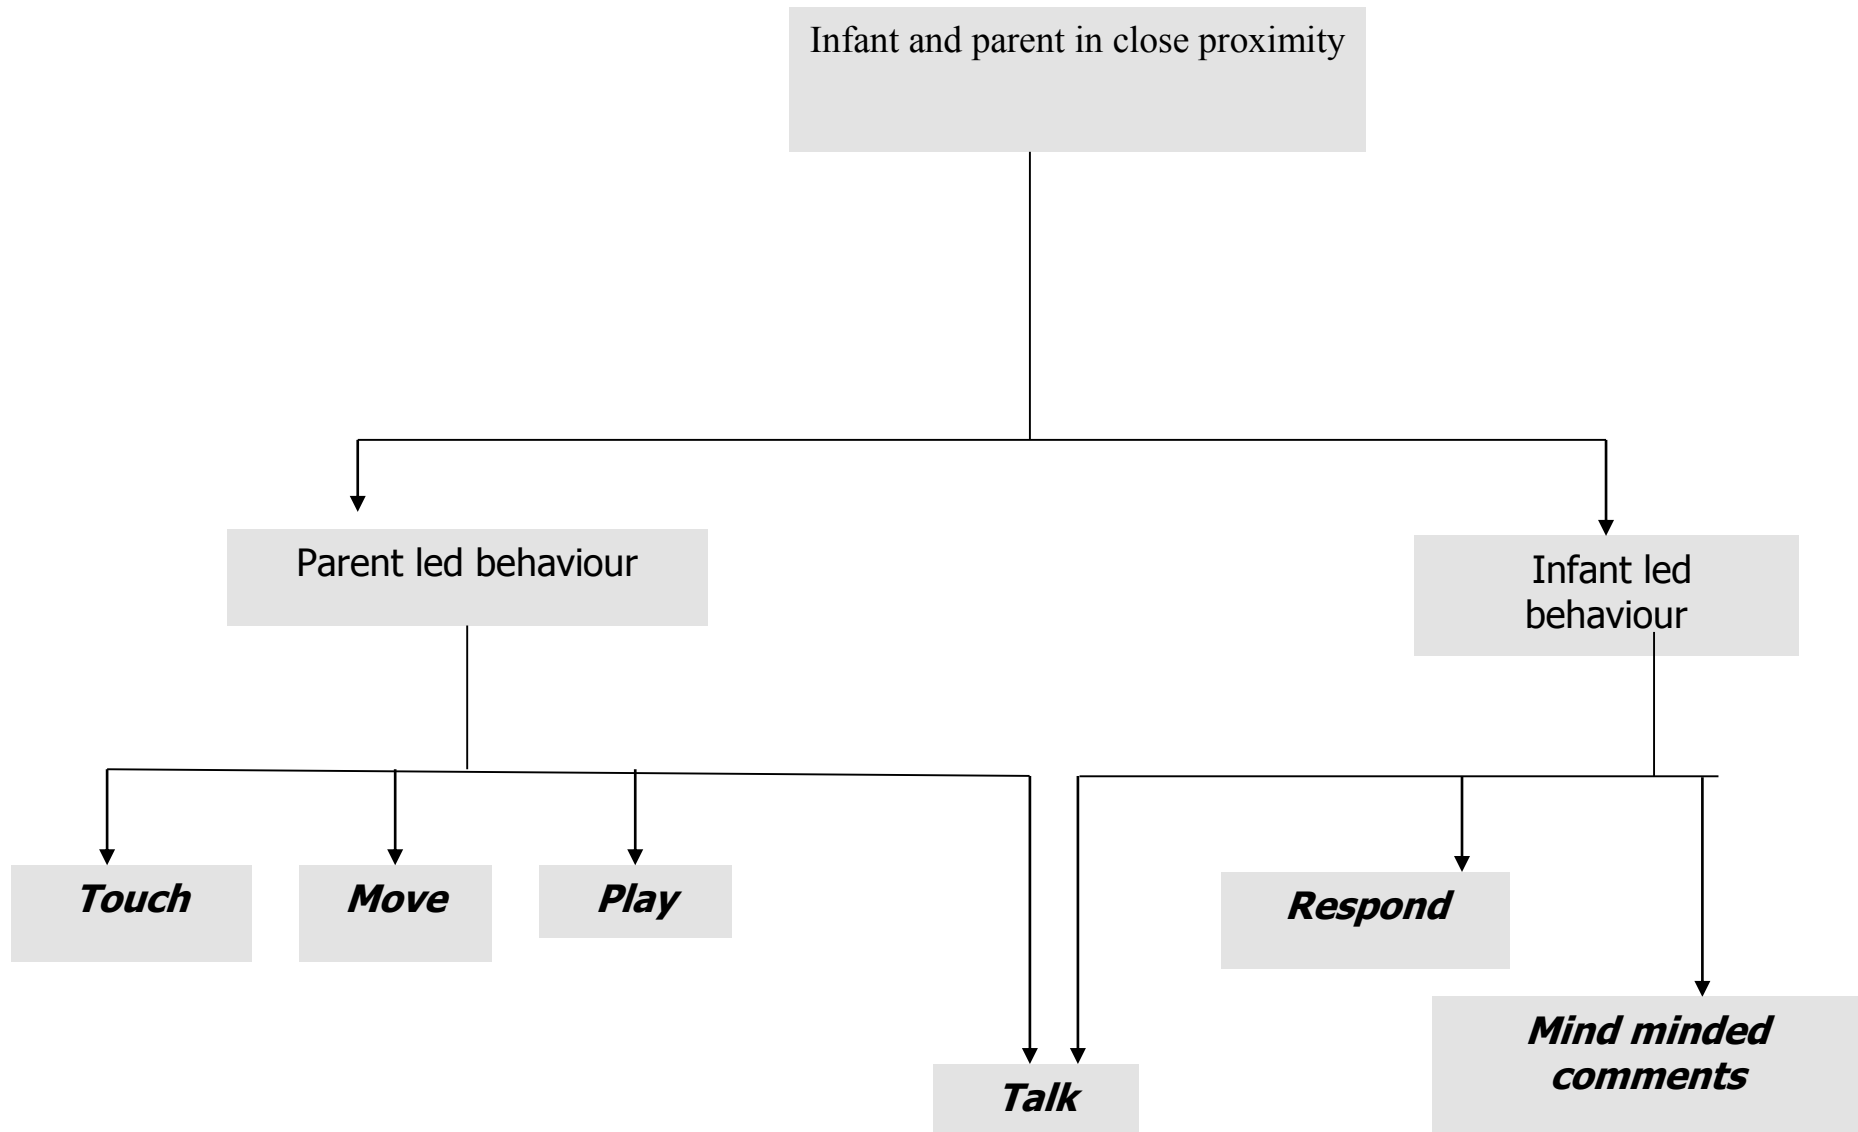 Infant and parent in close proximity
Parent led behaviour
Infant led
behaviour
Touch
Move
Play
Respond
Mind minded
comments
Talk